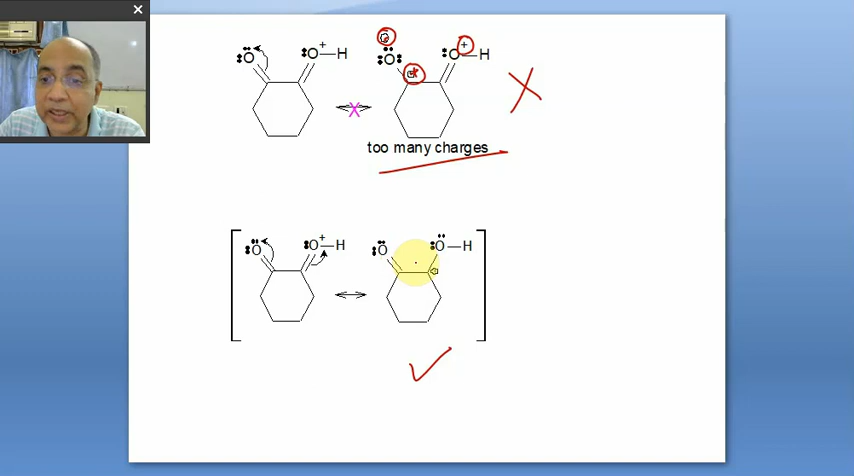 :Ö +
:O—H ⊖
:Ö: ⊕ +
:O—H
too many charges
:Ö +
:O—H :Ö :Ö—H
⊕